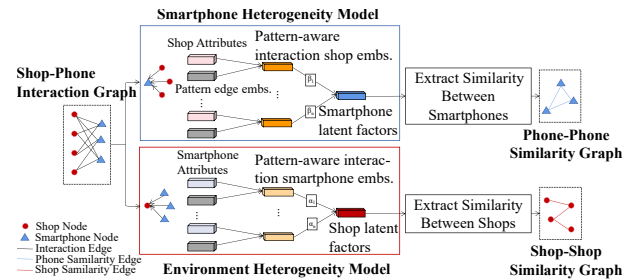 Smartphone Heterogeneity Model
Shop-Phone
Interaction Graph
Shop Attributes
Pattern-aware
interaction shop embs.
Pattern edge embs.
β₁
βₙ
Smartphone
latent factors
Extract Similarity
Between
Smartphones
Phone-Phone
Similarity Graph
Smartphone
Attributes
Pattern-aware interac-
tion smartphone embs.
Shop latent
factors
Extract Similarity
Between Shops
Shop-Shop
Similarity Graph
Shop Node
Smartphone Node
Interaction Edge
Phone Samilarity Edge
Shop Samilarity Edge
Environment Heterogeneity Model